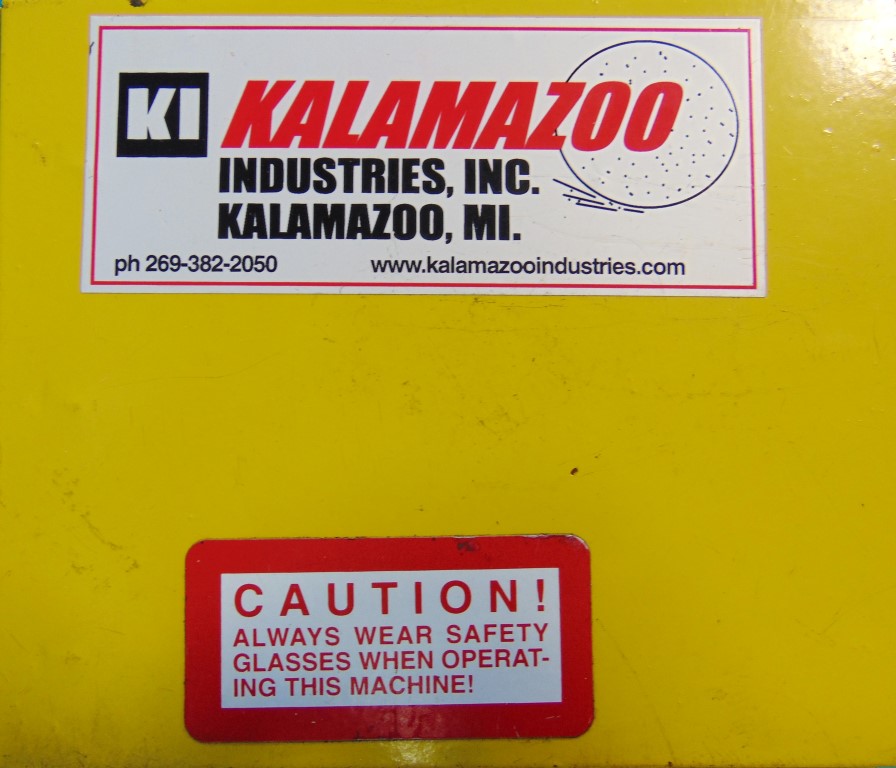 KI KALAMAZOO
INDUSTRIES, INC.
KALAMAZOO, MI.
ph 269-382-2050 www.kalamazooindustries.com
CAUTION!
ALWAYS WEAR SAFETY
GLASSES WHEN OPERAT-
ING THIS MACHINE!